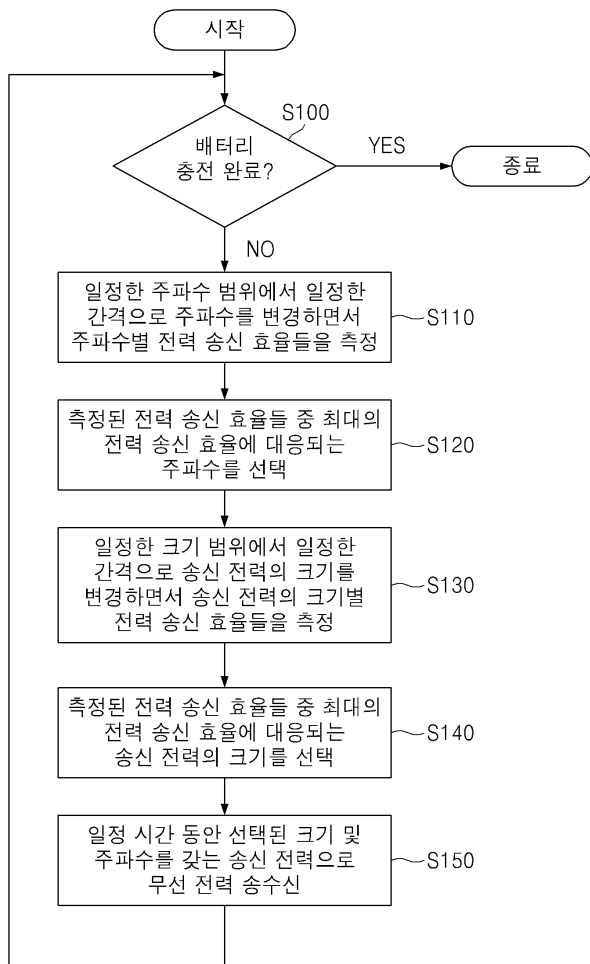 시작
S100
배터리
충전 완료?
YES
종료
NO
일정한 주파수 범위에서 일정한
간격으로 주파수를 변경하면서
주파수별 전력 송신 효율들을 측정
S110
측정된 전력 송신 효율들 중 최대의
전력 송신 효율에 대응되는
주파수를 선택
S120
일정한 크기 범위에서 일정한
간격으로 송신 전력의 크기를
변경하면서 송신 전력의 크기별
전력 송신 효율들을 측정
S130
측정된 전력 송신 효율들 중 최대의
전력 송신 효율에 대응되는
송신 전력의 크기를 선택
S140
일정 시간 동안 선택된 크기 및
주파수를 갖는 송신 전력으로
무선 전력 송수신
S150